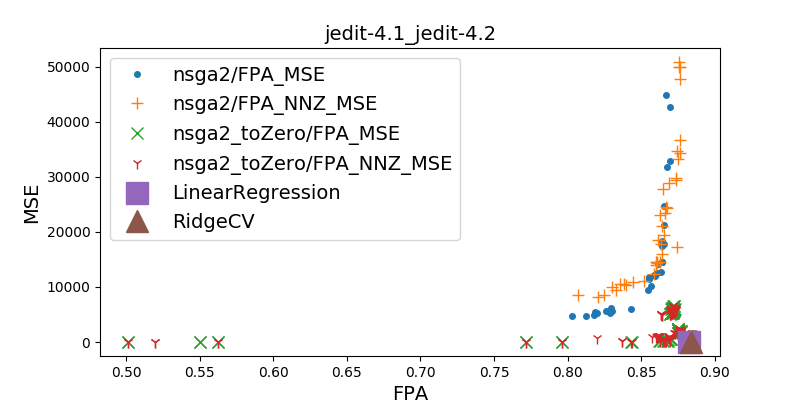 jedit-4.1_jedit-4.2
50000
40000
30000
20000
10000
0
MSE
nsga2/FPA_MSE
nsga2/FPA_NNZ_MSE
nsga2_toZero/FPA_MSE
nsga2_toZero/FPA_NNZ_MSE
LinearRegression
RidgeCV
0.50 0.55 0.60 0.65 0.70 0.75 0.80 0.85 0.90
FPA